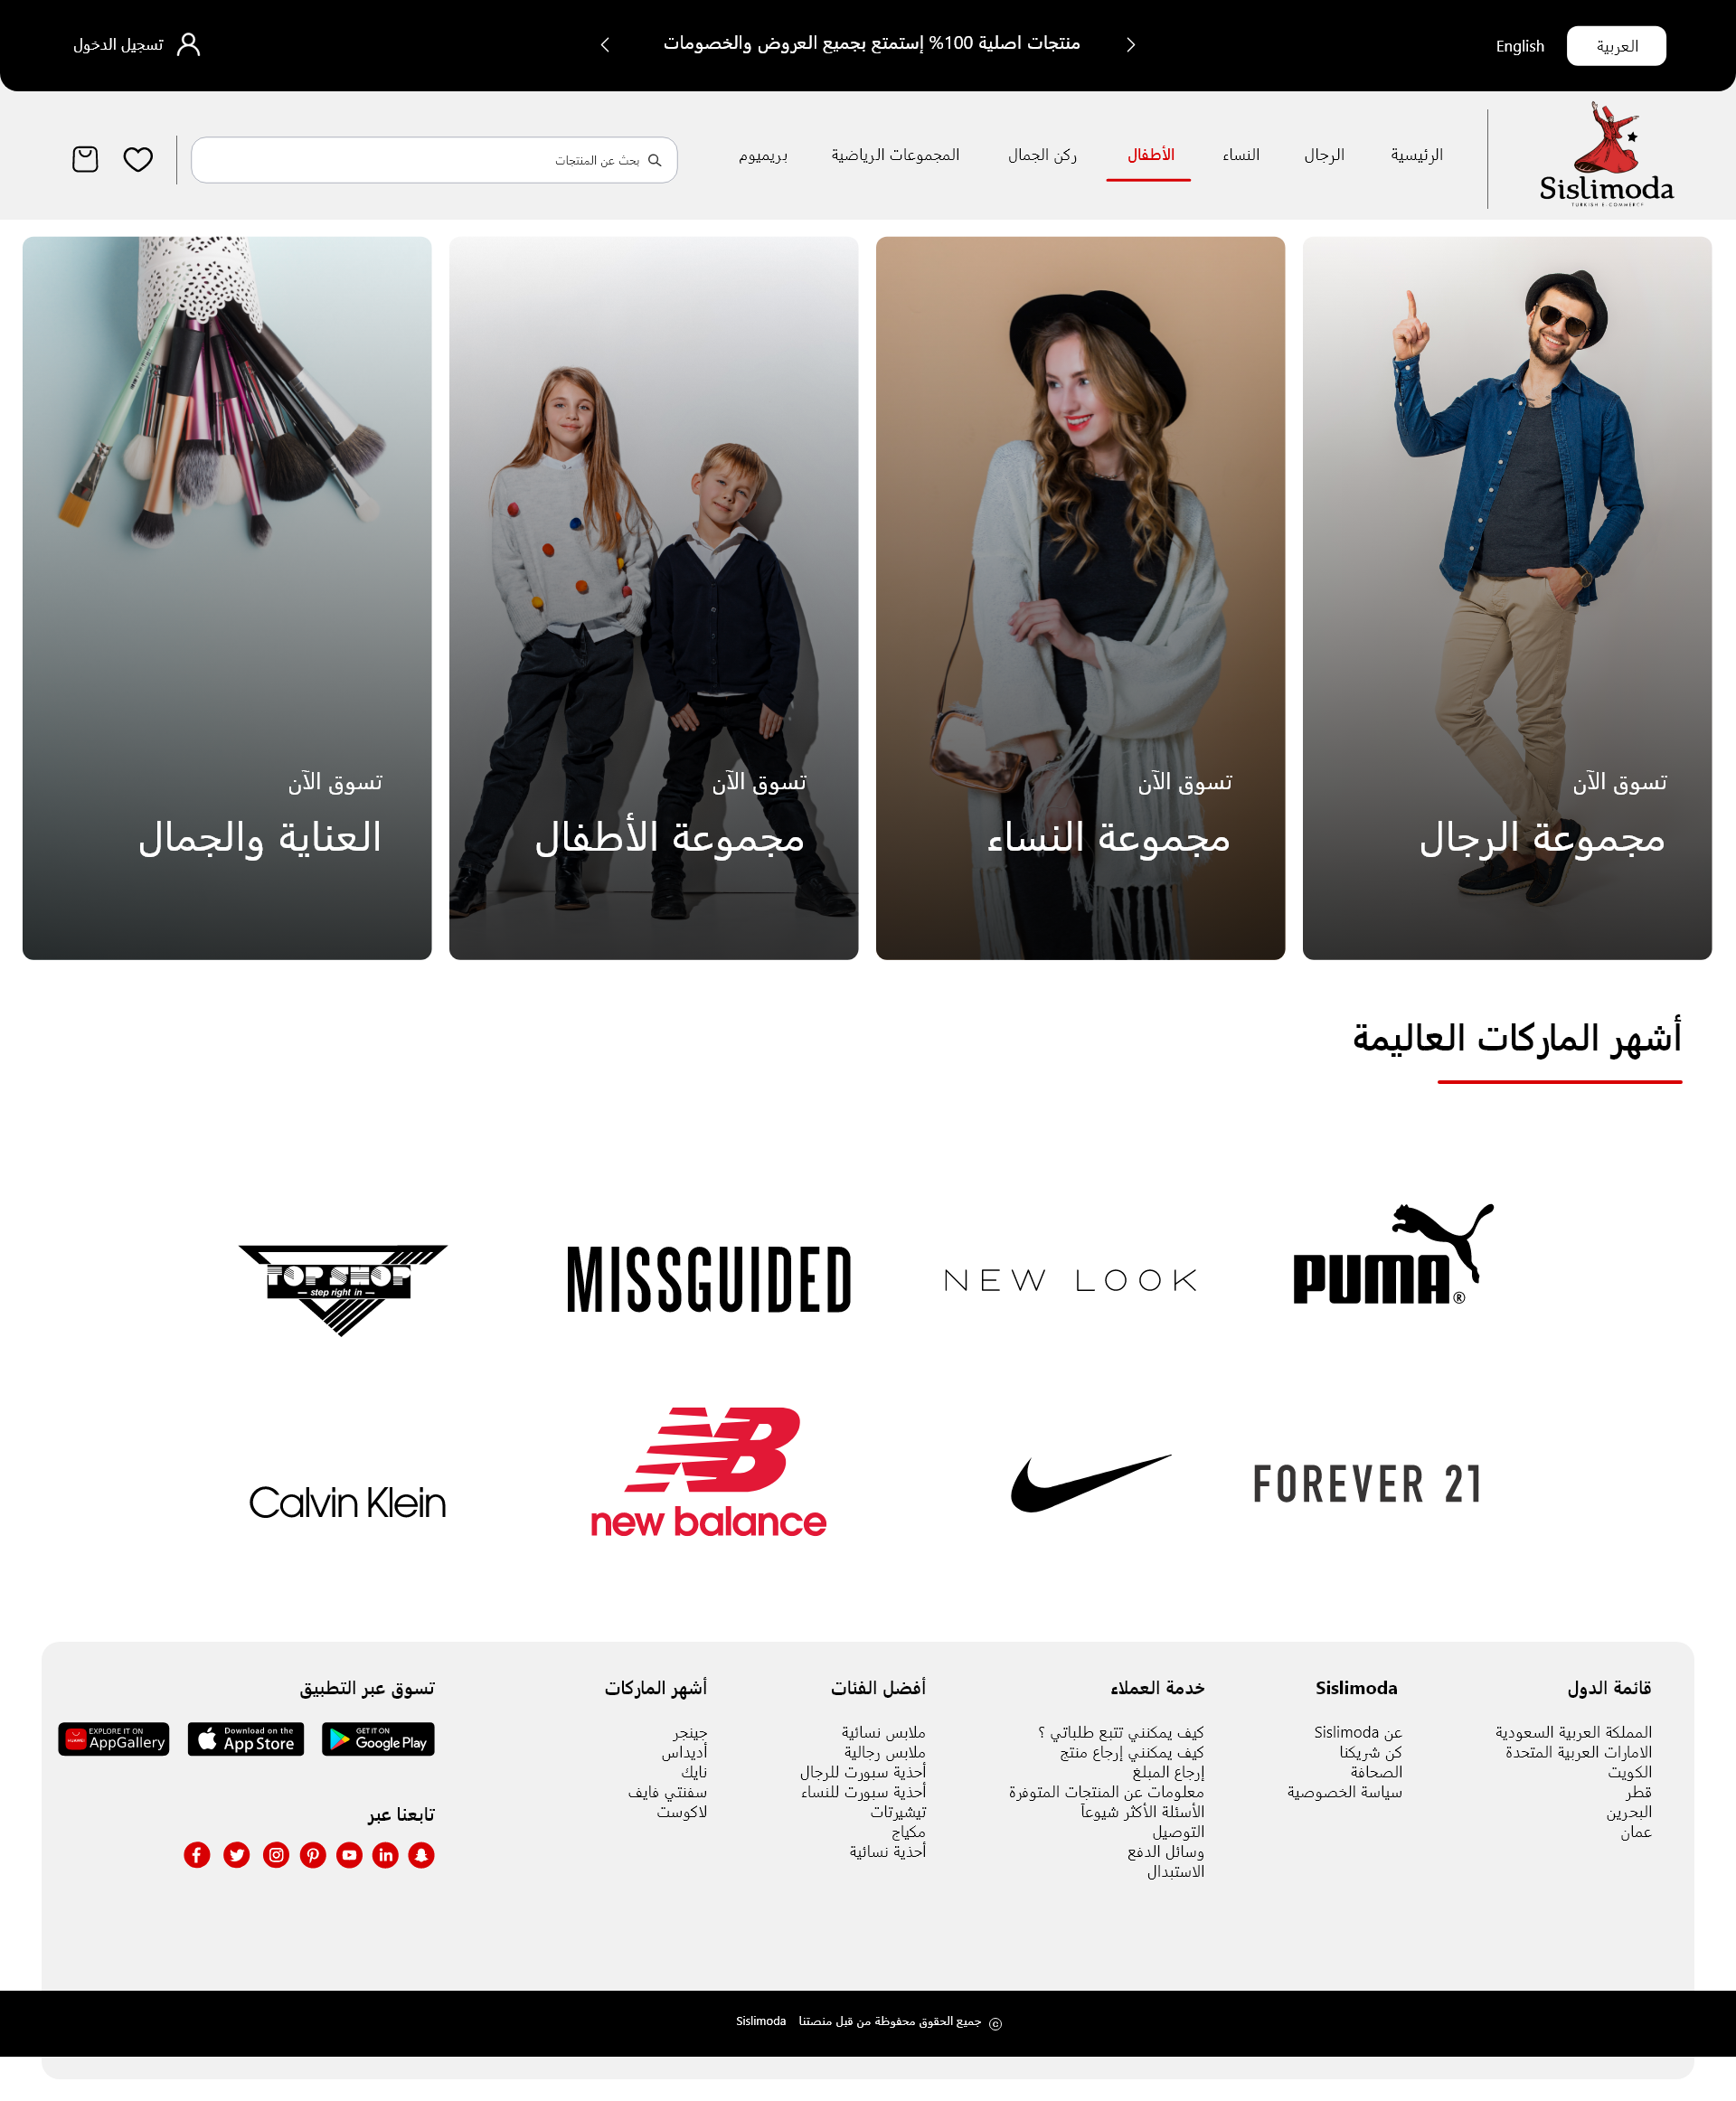 العربية
English
منتجات اصلية 100% إستمتع بجميع العروض والخصومات
تسجيل الدخول
Sislimoda
TURKISH E-COMMERCY
الرئيسية
الرجال
النساء
الأطفال
ركن الجمال
المجموعات الرياضية
بريميوم
بحث عن المنتجات
تسوق الآن
مجموعة الرجال
تسوق الآن
مجموعة النساء
تسوق الآن
مجموعة الأطفال
تسوق الآن
العناية والجمال
أشهر الماركات العاليمة
PUMA®
NEW LOOK
MISSGUIDED
TOPSHOP
— step right in —
FOREVER 21
new balance
Calvin Klein
قائمة الدول
المملكة العربية السعودية
الامارات العربية المتحدة
الكويت
قطر
البحرين
عمان
Sislimoda
عن Sislimoda
كن شريكنا
الصحافة
سياسة الخصوصية
خدمة العملاء
كيف يمكنني تتبع طلباتي ؟
كيف يمكنني إرجاع منتج
إرجاع المبلغ
معلومات عن المنتجات المتوفرة
الأسئلة الأكثر شيوعاً
التوصيل
وسائل الدفع
الاستبدال
أفضل الفئات
ملابس نسائية
ملابس رجالية
أحذية سبورت للرجال
أحذية سبورت للنساء
تيشيرتات
مكياج
أحذية نسائية
أشهر الماركات
جينجر
أديداس
نايك
سفنتي فايف
لاكوست
تسوق عبر التطبيق
GET IT ON
Google Play
Download on the
App Store
HUAWEI
EXPLORE IT ON
AppGallery
تابعنا عبر
© جميع الحقوق محفوظة من قبل منصتنا Sislimoda